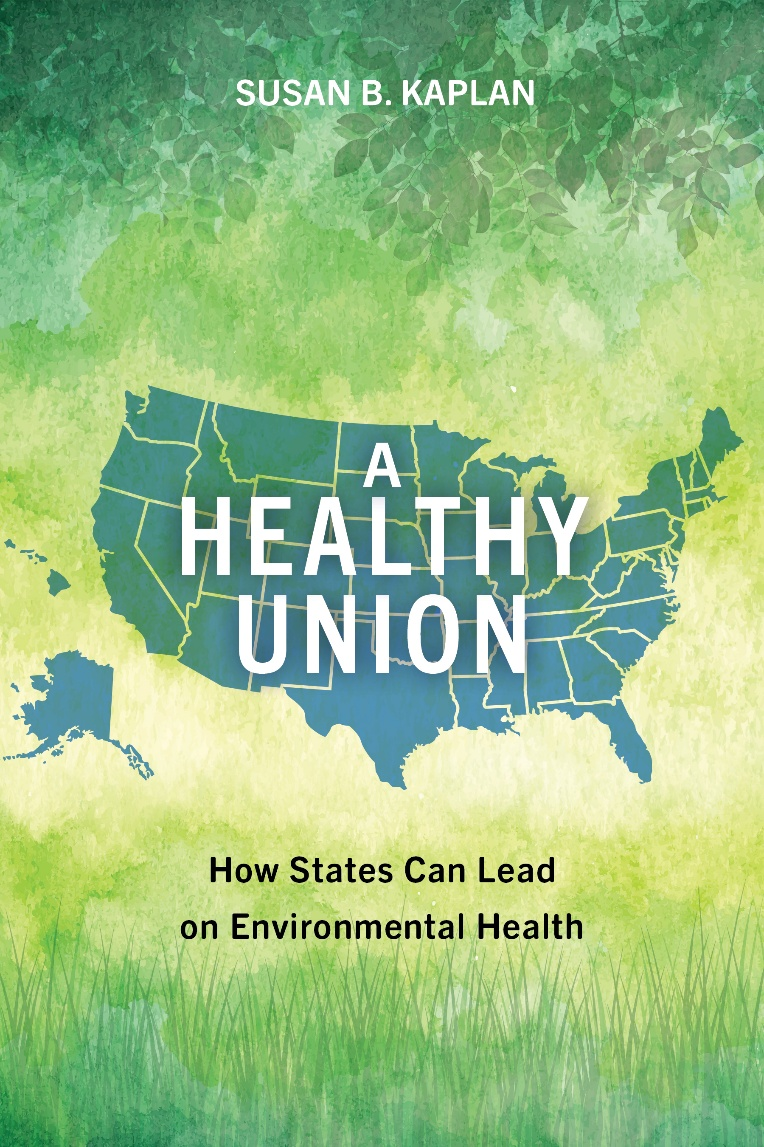 SUSAN B. KAPLAN
A
HEALTHY
UNION
How States Can Lead
on Environmental Health